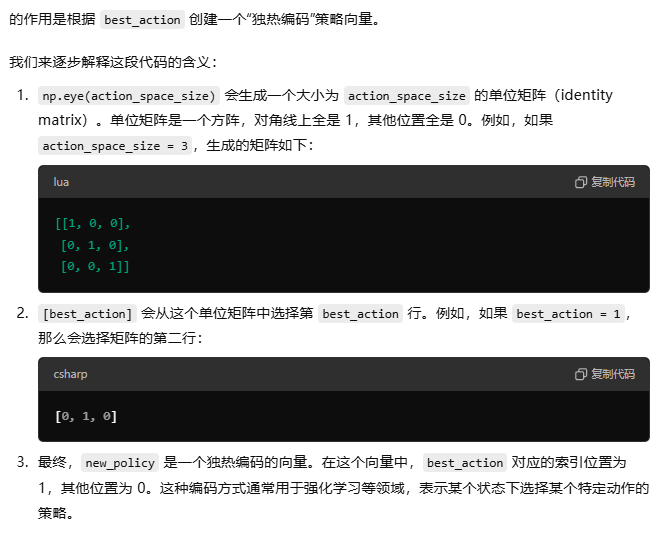 的作用是根据 best_action 创建一个“独热编码”策略向量。
我们来逐步解释这段代码的含义：
1. np.eye(action_space_size) 会生成一个大小为 action_space_size 的单位矩阵（identity
matrix）。单位矩阵是一个方阵，对角线上全是 1，其他位置全是 0。例如，如果
action_space_size = 3，生成的矩阵如下：
lua 复制代码
[[1, 0, 0],
[0, 1, 0],
[0, 0, 1]]
2. [best_action] 会从这个单位矩阵中选择第 best_action 行。例如，如果 best_action = 1，
那么会选择矩阵的第二行：
csharp 复制代码
[0, 1, 0]
3. 最终，new_policy 是一个独热编码的向量。在这个向量中，best_action 对应的索引位置为
1，其他位置为 0。这种编码方式通常用于强化学习等领域，表示某个状态下选择某个特定动作的
策略。